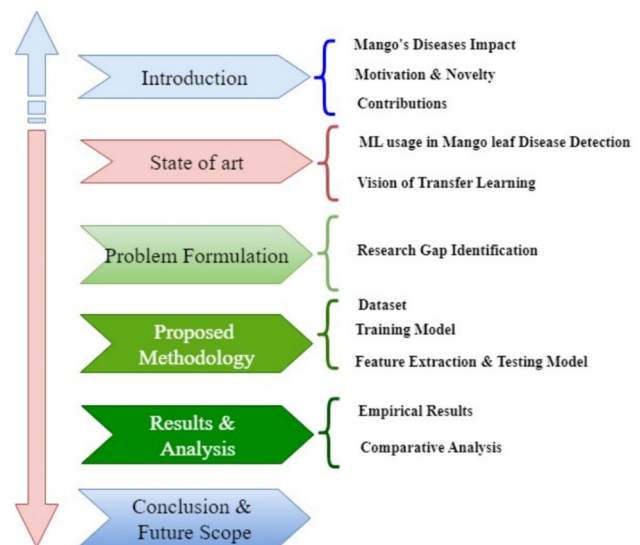 Introduction
Mango's Diseases Impact
Motivation & Novelty
Contributions
State of art
ML usage in Mango leaf Disease Detection
Vision of Transfer Learning
Problem Formulation
Research Gap Identification
Proposed
Methodology
Dataset
Training Model
Feature Extraction & Testing Model
Results &
Analysis
Empirical Results
Comparative Analysis
Conclusion &
Future Scope